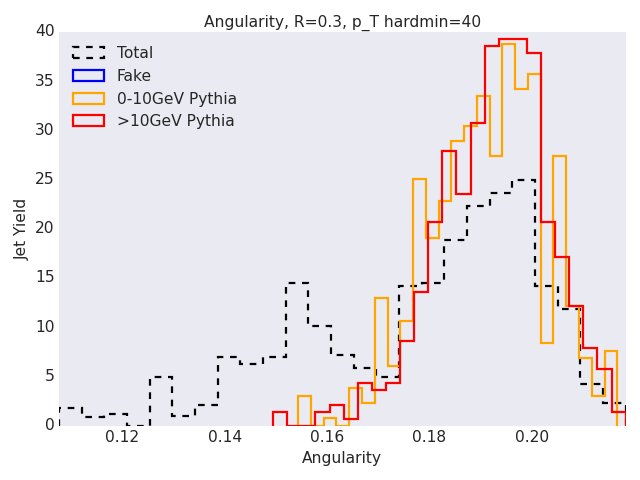 Angularity, R=0.3, p_T hardmin=40
Total
Fake
0-10GeV Pythia
>10GeV Pythia
Jet Yield
40
35
30
25
20
15
10
5
0
0.12 0.14 0.16 0.18 0.20
Angularity